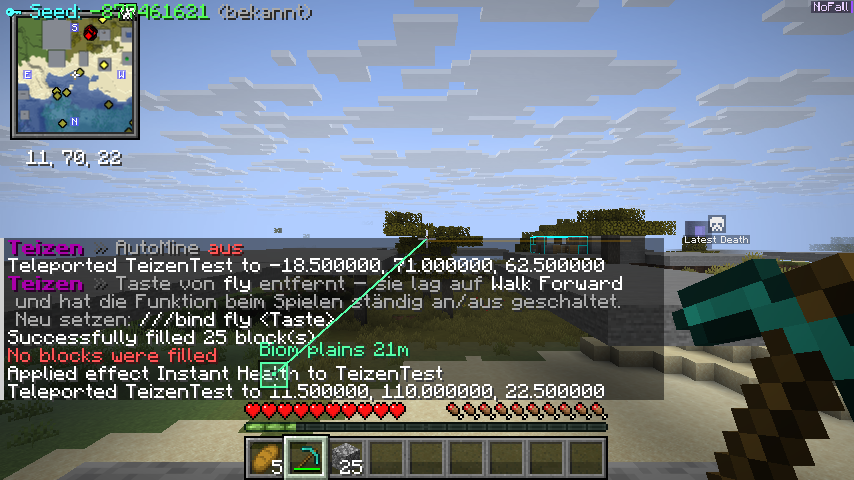 Seed: -877461621 (bekannt)
NoFall
S
E
W
N
11, 70, 22
Latest Death
Teizen » AutoMine aus
Teleported TeizenTest to -18.500000, 71.000000, 62.500000
Teizen » Taste von fly entfernt – sie lag auf Walk Forward
und hat die Funktion beim Spielen ständig an/aus geschaltet.
Neu setzen: ///bind fly <Taste>
Successfully filled 25 block(s)
No blocks were filled
Biom plains 21m
Applied effect Instant Health to TeizenTest
Teleported TeizenTest to 11.500000, 110.000000, 22.500000
5
25